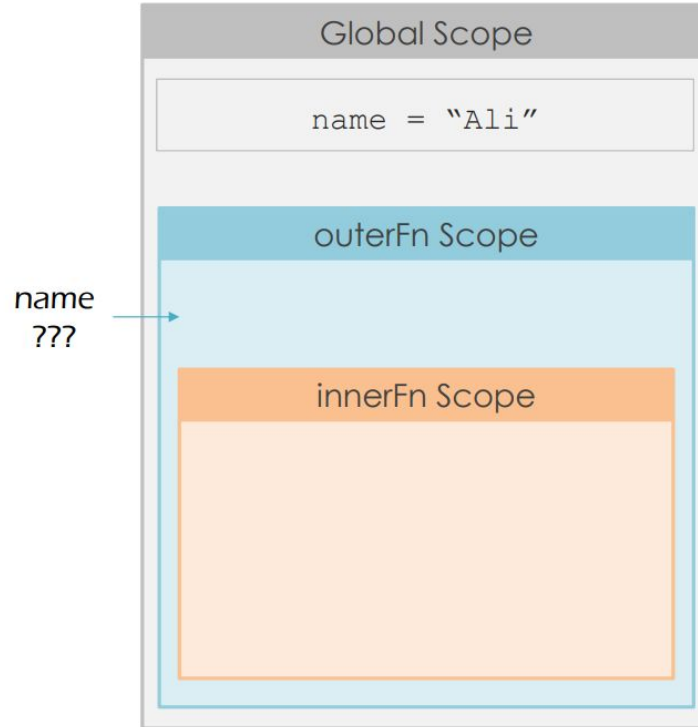 Global Scope
name = “Ali”
outerFn Scope
name
???
innerFn Scope